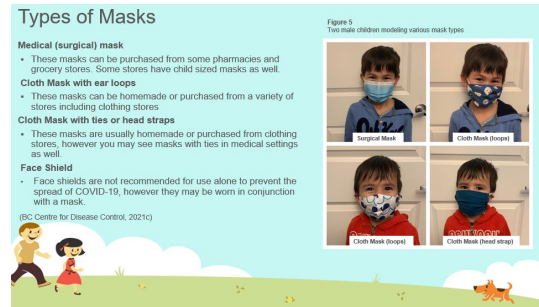 Types of Masks
Medical (surgical) mask
▪ These masks can be purchased from some pharmacies and
grocery stores. Some stores have child sized masks as well.
Cloth Mask with ear loops
▪ These masks can be homemade or purchased from a variety of
stores including clothing stores
Cloth Mask with ties or head straps
▪ These masks are usually homemade or purchased from clothing
stores, however you may see masks with ties in medical settings
as well.
Face Shield
• Face shields are not recommended for use alone to prevent the
spread of COVID-19, however they may be worn in conjunction
with a mask.
(BC Centre for Disease Control, 2021c)
Figure 5
Two male children modeling various mask types
Surgical Mask
Cloth Mask (loops)
Cloth Mask (loops)
Cloth Mask (head strap)